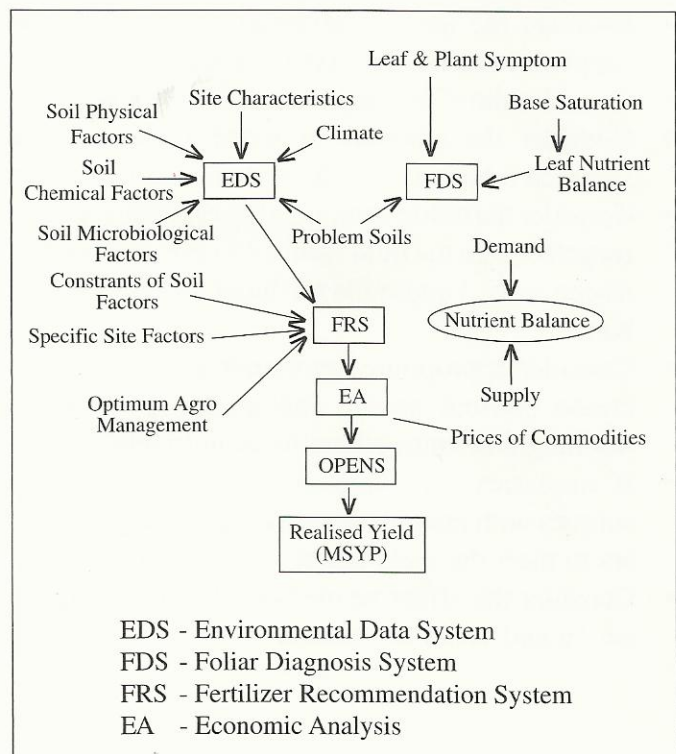 Leaf & Plant Symptom
Site Characteristics
Base Saturation
Soil Physical
Factors
Climate
Soil
Chemical Factors
EDS
FDS
Leaf Nutrient
Balance
Soil Microbiological
Factors
Problem Soils
Demand
Constrants of Soil
Factors
Specific Site Factors
FRS
Nutrient Balance
Optimum Agro
Management
EA
Supply
Prices of Commodities
OPENS
Realised Yield
(MSYP)
EDS - Environmental Data System
FDS - Foliar Diagnosis System
FRS - Fertilizer Recommendation System
EA - Economic Analysis